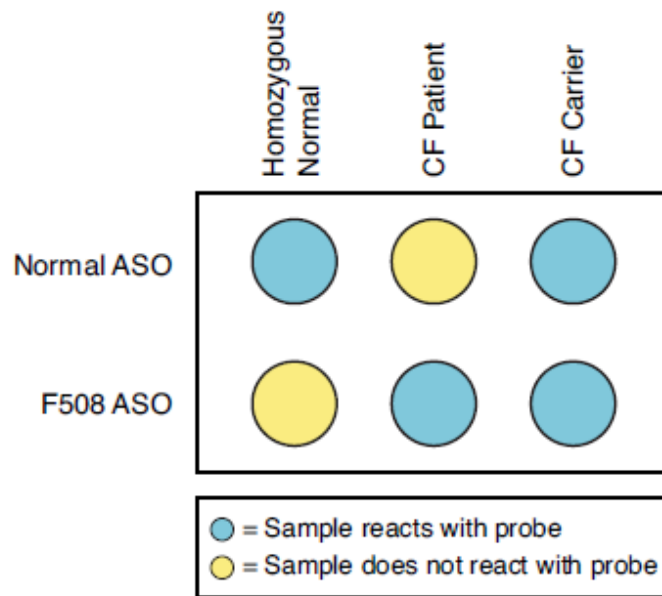 Homozygous
Normal
CF Patient
CF Carrier
Normal ASO
F508 ASO
= Sample reacts with probe
= Sample does not react with probe